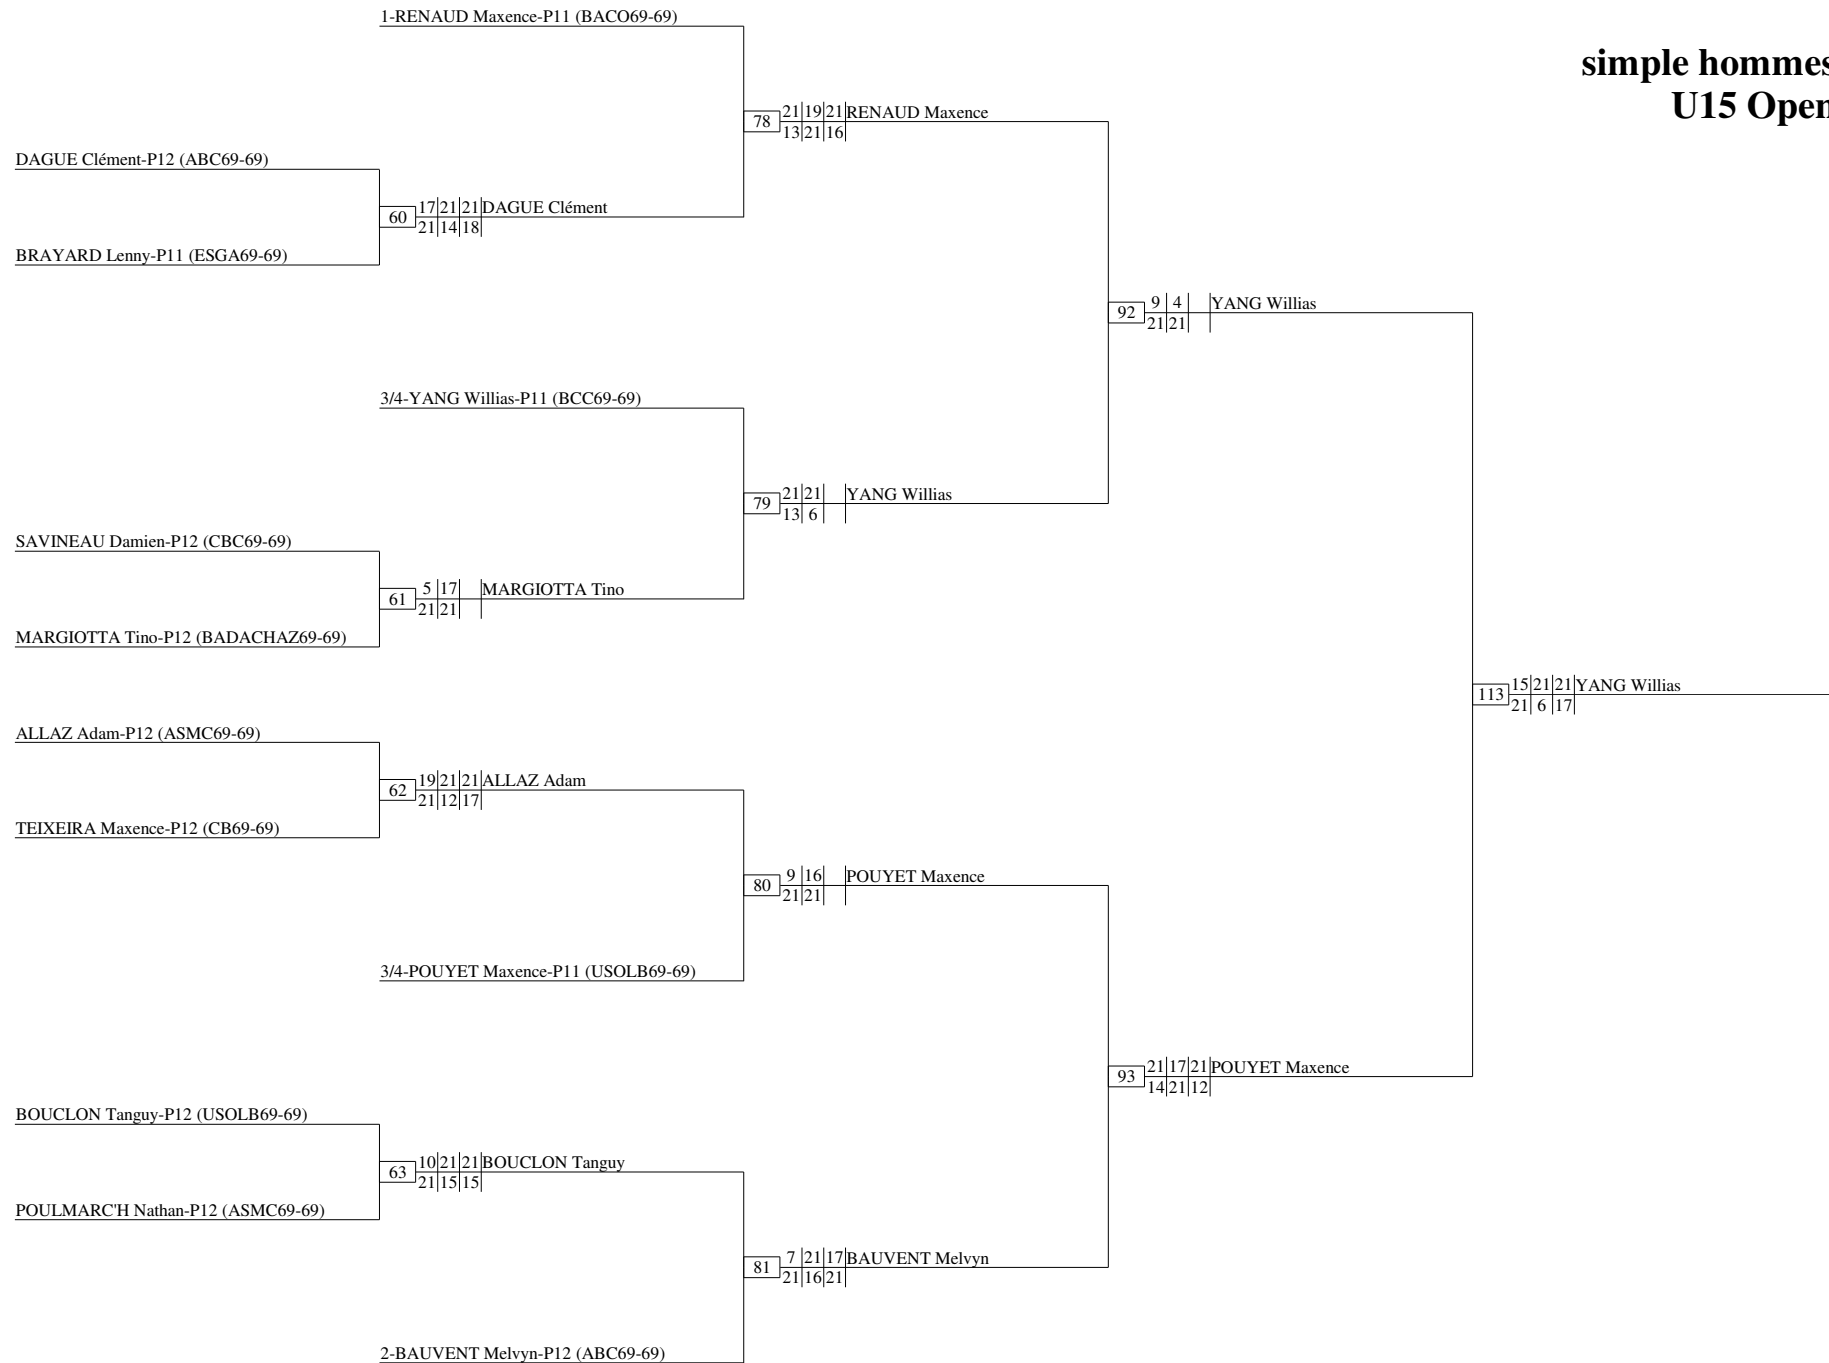 1-RENAUD Maxence-P11 (BACO69-69)
simple hommes
U15 Open
78 21 19 21 RENAUD Maxence
13 21 16
DAGUE Clément-P12 (ABC69-69)
60 17 21 21 DAGUE Clément
21 14 18
BRAYARD Lenny-P11 (ESGA69-69)
92 9 4 YANG Willias
21 21
3/4-YANG Willias-P11 (BCC69-69)
79 21 21 YANG Willias
13 6
SAVINEAU Damien-P12 (CBC69-69)
61 5 17 MARGIOTTA Tino
21 21
MARGIOTTA Tino-P12 (BADACHAZ69-69)
113 15 21 21 YANG Willias
21 6 17
ALLAZ Adam-P12 (ASMC69-69)
62 19 21 21 ALLAZ Adam
21 12 17
TEIXEIRA Maxence-P12 (CB69-69)
80 9 16 POUYET Maxence
21 21
3/4-POUYET Maxence-P11 (USOLB69-69)
93 21 17 21 POUYET Maxence
14 21 12
BOUCLON Tanguy-P12 (USOLB69-69)
63 10 21 21 BOUCLON Tanguy
21 15 15
POULMARC'H Nathan-P12 (ASMC69-69)
81 7 21 17 BAUVENT Melvyn
21 16 21
2-BAUVENT Melvyn-P12 (ABC69-69)